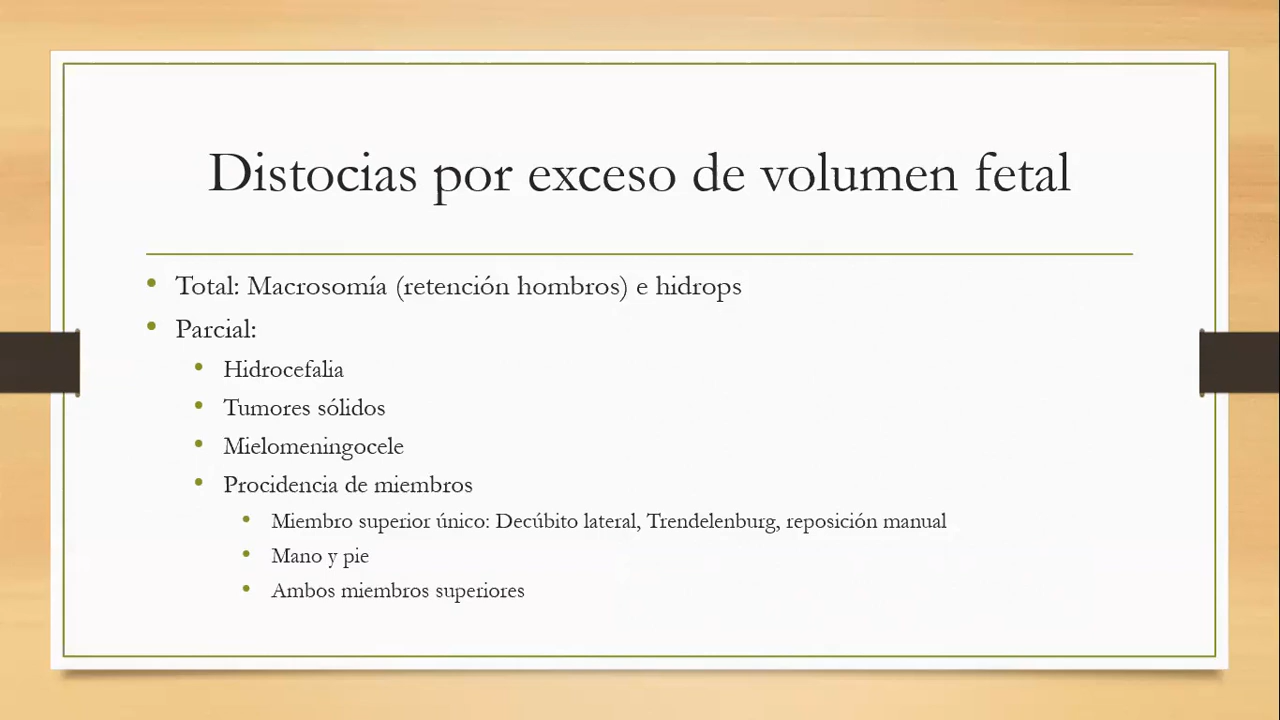 Distocias por exceso de volumen fetal
• Total: Macrosomía (retención hombros) e hidrops
• Parcial:
• Hidrocefalia
• Tumores sólidos
• Mielomeningocele
• Procidencia de miembros
• Miembro superior único: Decúbito lateral, Trendelenburg, reposición manual
• Mano y pie
• Ambos miembros superiores